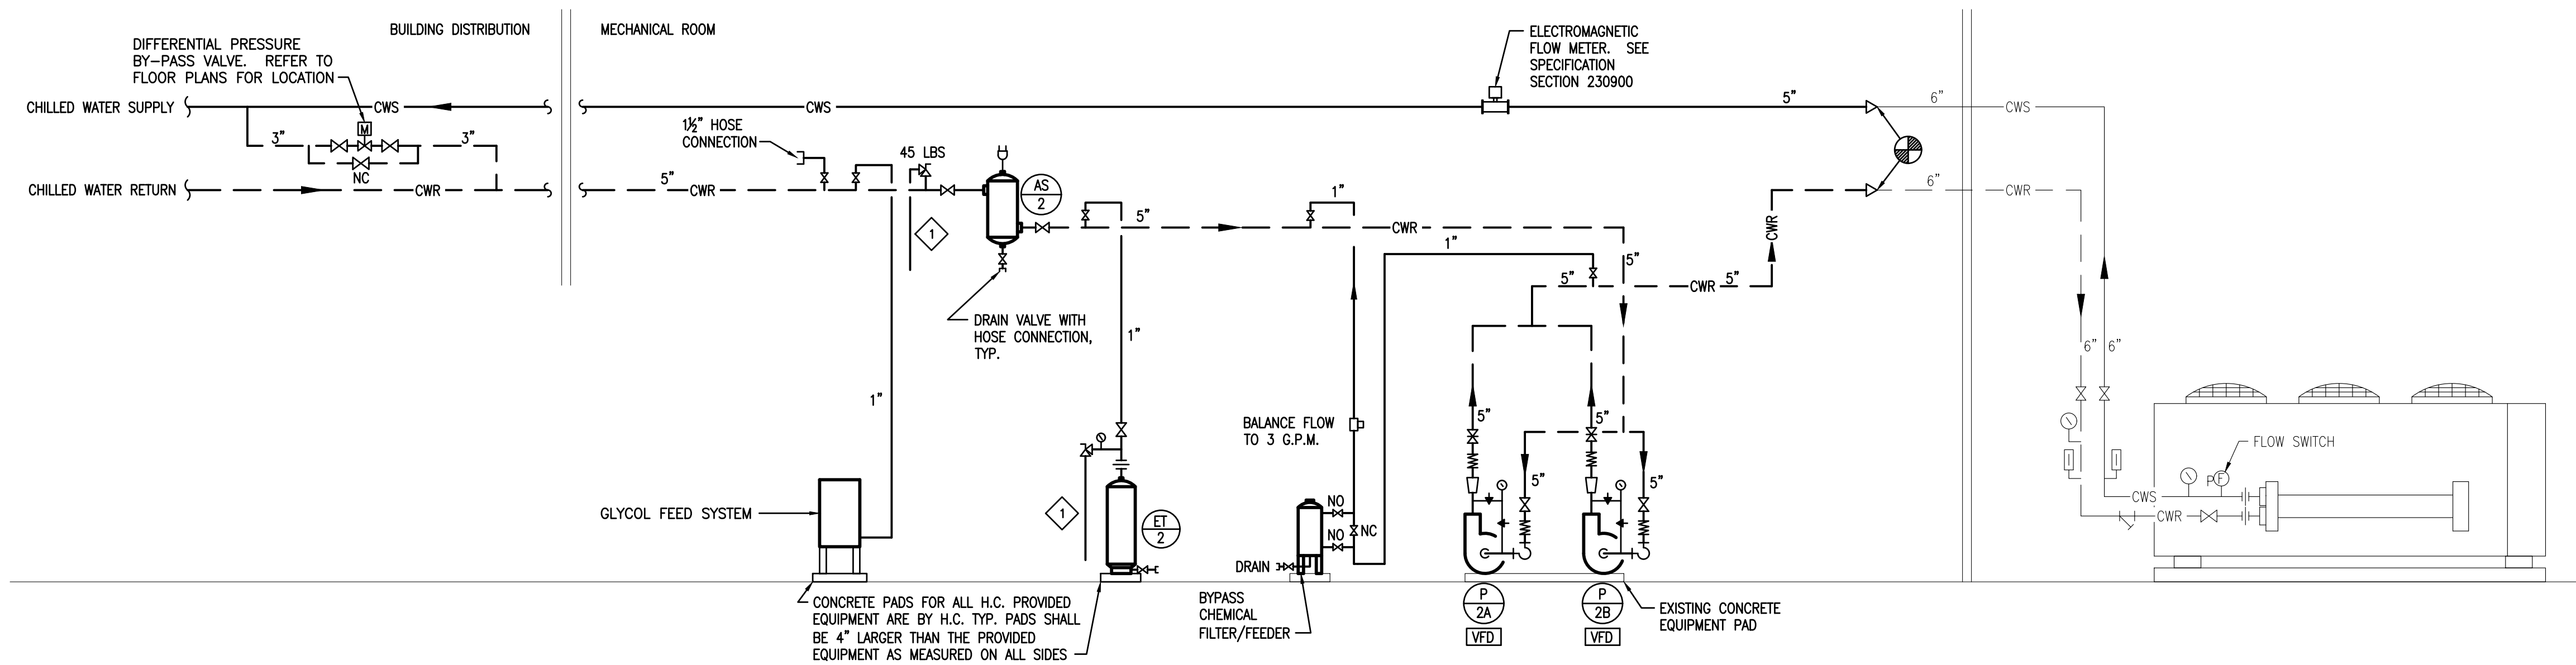 BUILDING DISTRIBUTION
MECHANICAL ROOM
DIFFERENTIAL PRESSURE
BY-PASS VALVE. REFER TO
FLOOR PLANS FOR LOCATION
ELECTROMAGNETIC
FLOW METER. SEE
SPECIFICATION
SECTION 230900
CHILLED WATER SUPPLY
CWS
CWS
5"
6"
CWS
3"
M
3"
NC
1½" HOSE
CONNECTION
45 LBS
CHILLED WATER RETURN
CWR
5"
CWR
AS
2
1"
6"
CWR
1
5"
CWR
CWR
1"
5"
5"
CWR
5"
DRAIN VALVE WITH
HOSE CONNECTION,
TYP.
1"
6"
6"
1"
BALANCE FLOW
TO 3 G.P.M.
5"
5"
5"
5"
FLOW SWITCH
P
F
CWS
CWR
GLYCOL FEED SYSTEM
1
ET
2
NO
NC
NO
DRAIN
CONCRETE PADS FOR ALL H.C. PROVIDED
EQUIPMENT ARE BY H.C. TYP. PADS SHALL
BE 4" LARGER THAN THE PROVIDED
EQUIPMENT AS MEASURED ON ALL SIDES
BYPASS
CHEMICAL
FILTER/FEEDER
P
2A
VFD
P
2B
VFD
EXISTING CONCRETE
EQUIPMENT PAD